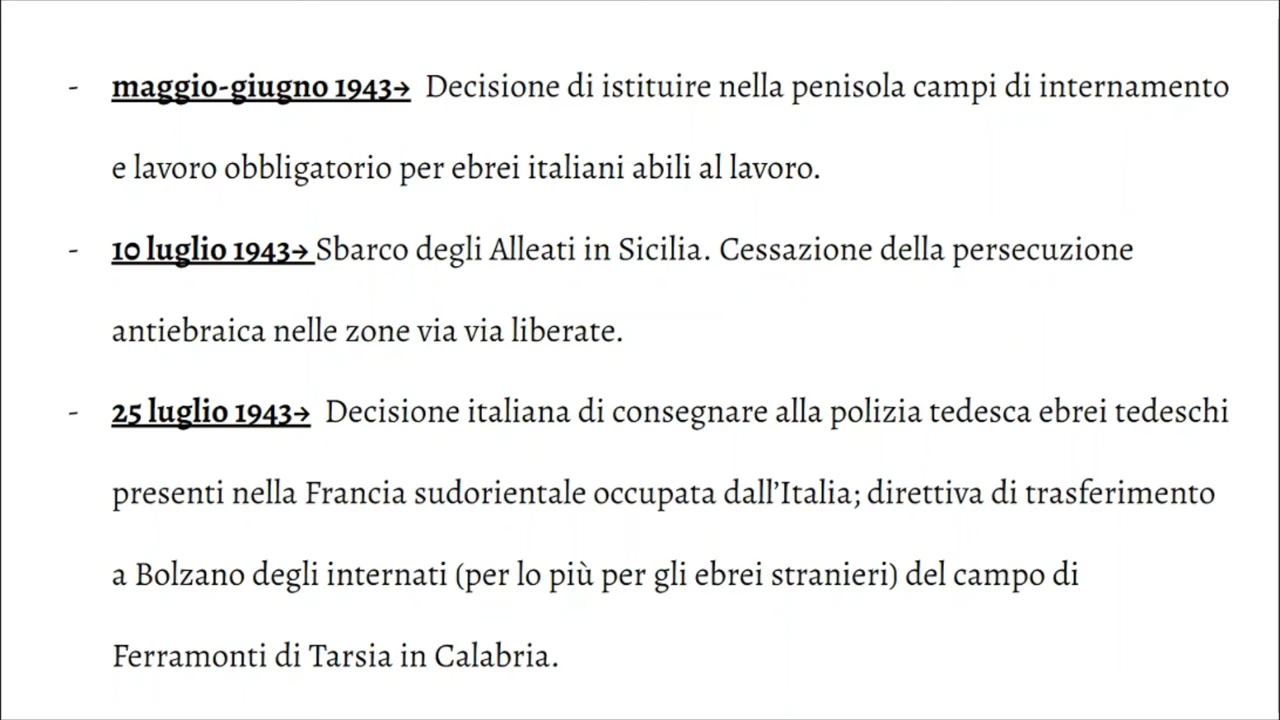 - maggio-giugno 1943→ Decisione di istituire nella penisola campi di internamento
e lavoro obbligatorio per ebrei italiani abili al lavoro.
- 10 luglio 1943→ Sbarco degli Alleati in Sicilia. Cessazione della persecuzione
antiebraica nelle zone via via liberate.
- 25 luglio 1943→ Decisione italiana di consegnare alla polizia tedesca ebrei tedeschi
presenti nella Francia sudorientale occupata dall’Italia; direttiva di trasferimento
a Bolzano degli internati (per lo più per gli ebrei stranieri) del campo di
Ferramonti di Tarsia in Calabria.